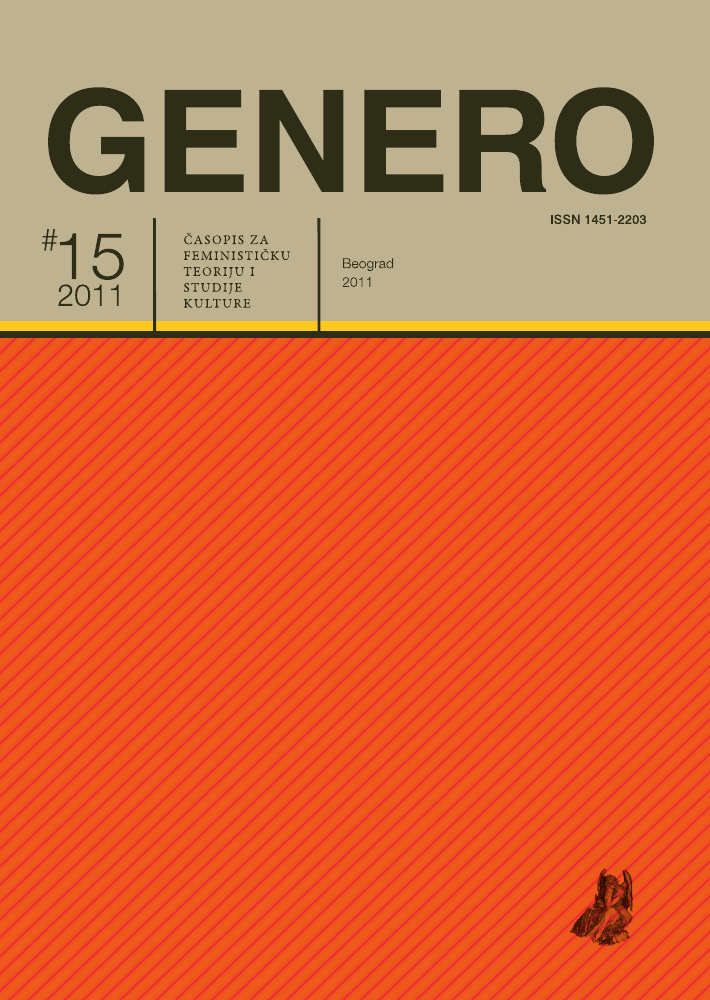 GENERO
ISSN 1451-2203
#15
2011
ČASOPIS ZA
FEMINISTIČKU
TEORIJU I
STUDIJE
KULTURE
Beograd
2011